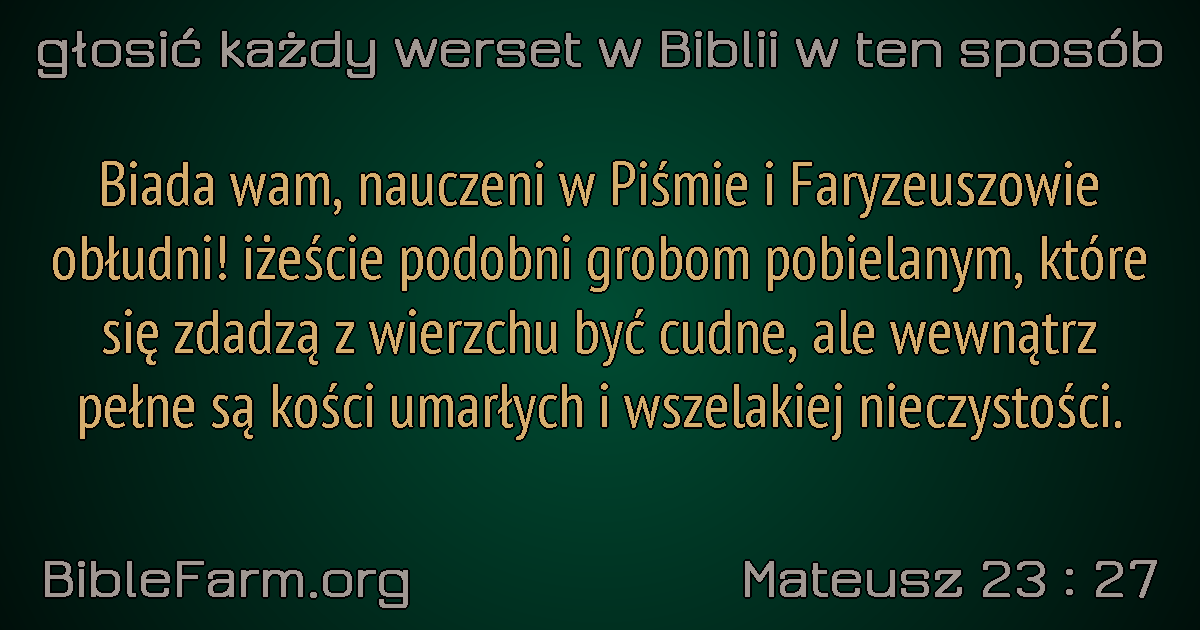 głosić każdy werset w Biblii w ten sposób
Biada wam, nauczeni w Piśmie i Faryzeuszowie
obłudni! iżeście podobni grobom pobielanym, które
się zdadzą z wierzchu być cudne, ale wewnątrz
pełne są kości umarłych i wszelakiej nieczystości.
BibleFarm.org
Mateusz 23 : 27